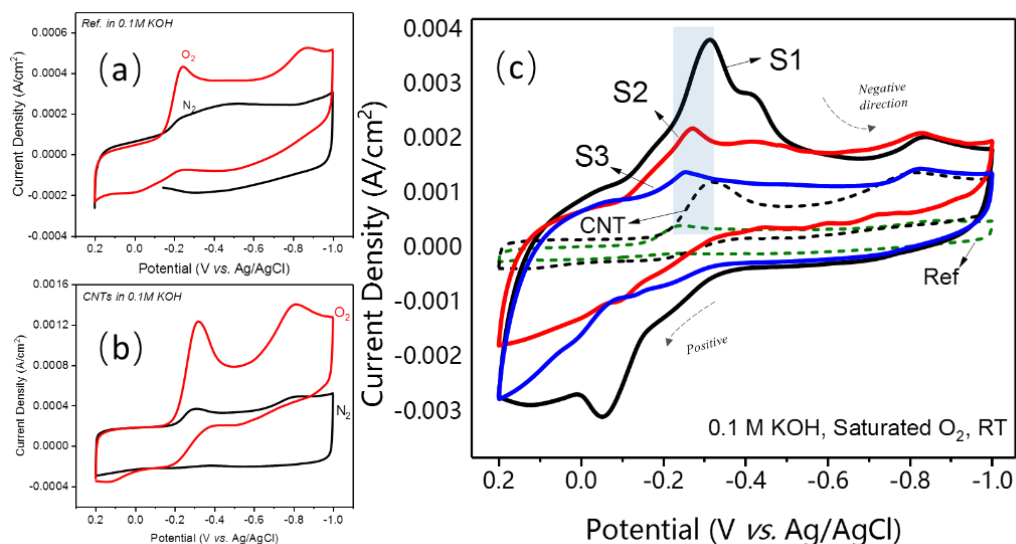 Ref. in 0.1M KOH
(a)
O2
N2
0.0006
0.0004
0.0002
0.0000
-0.0002
-0.0004
Current Density (A/cm²)
0.2 0.0 -0.2 -0.4 -0.6 -0.8 -1.0
Potential (V vs. Ag/AgCl)
CNTs in 0.1M KOH
(b)
O2
N2
0.0016
0.0012
0.0008
0.0004
0.0000
-0.0004
Current Density (A/cm²)
0.2 0.0 -0.2 -0.4 -0.6 -0.8 -1.0
Potential (V vs. Ag/AgCl)
(c)
S1
S2
S3
CNT
Ref
Negative
direction
Positive
0.1 M KOH, Saturated O2, RT
0.004
0.003
0.002
0.001
0.000
-0.001
-0.002
-0.003
Current Density (A/cm²)
0.2 0.0 -0.2 -0.4 -0.6 -0.8 -1.0
Potential (V vs. Ag/AgCl)